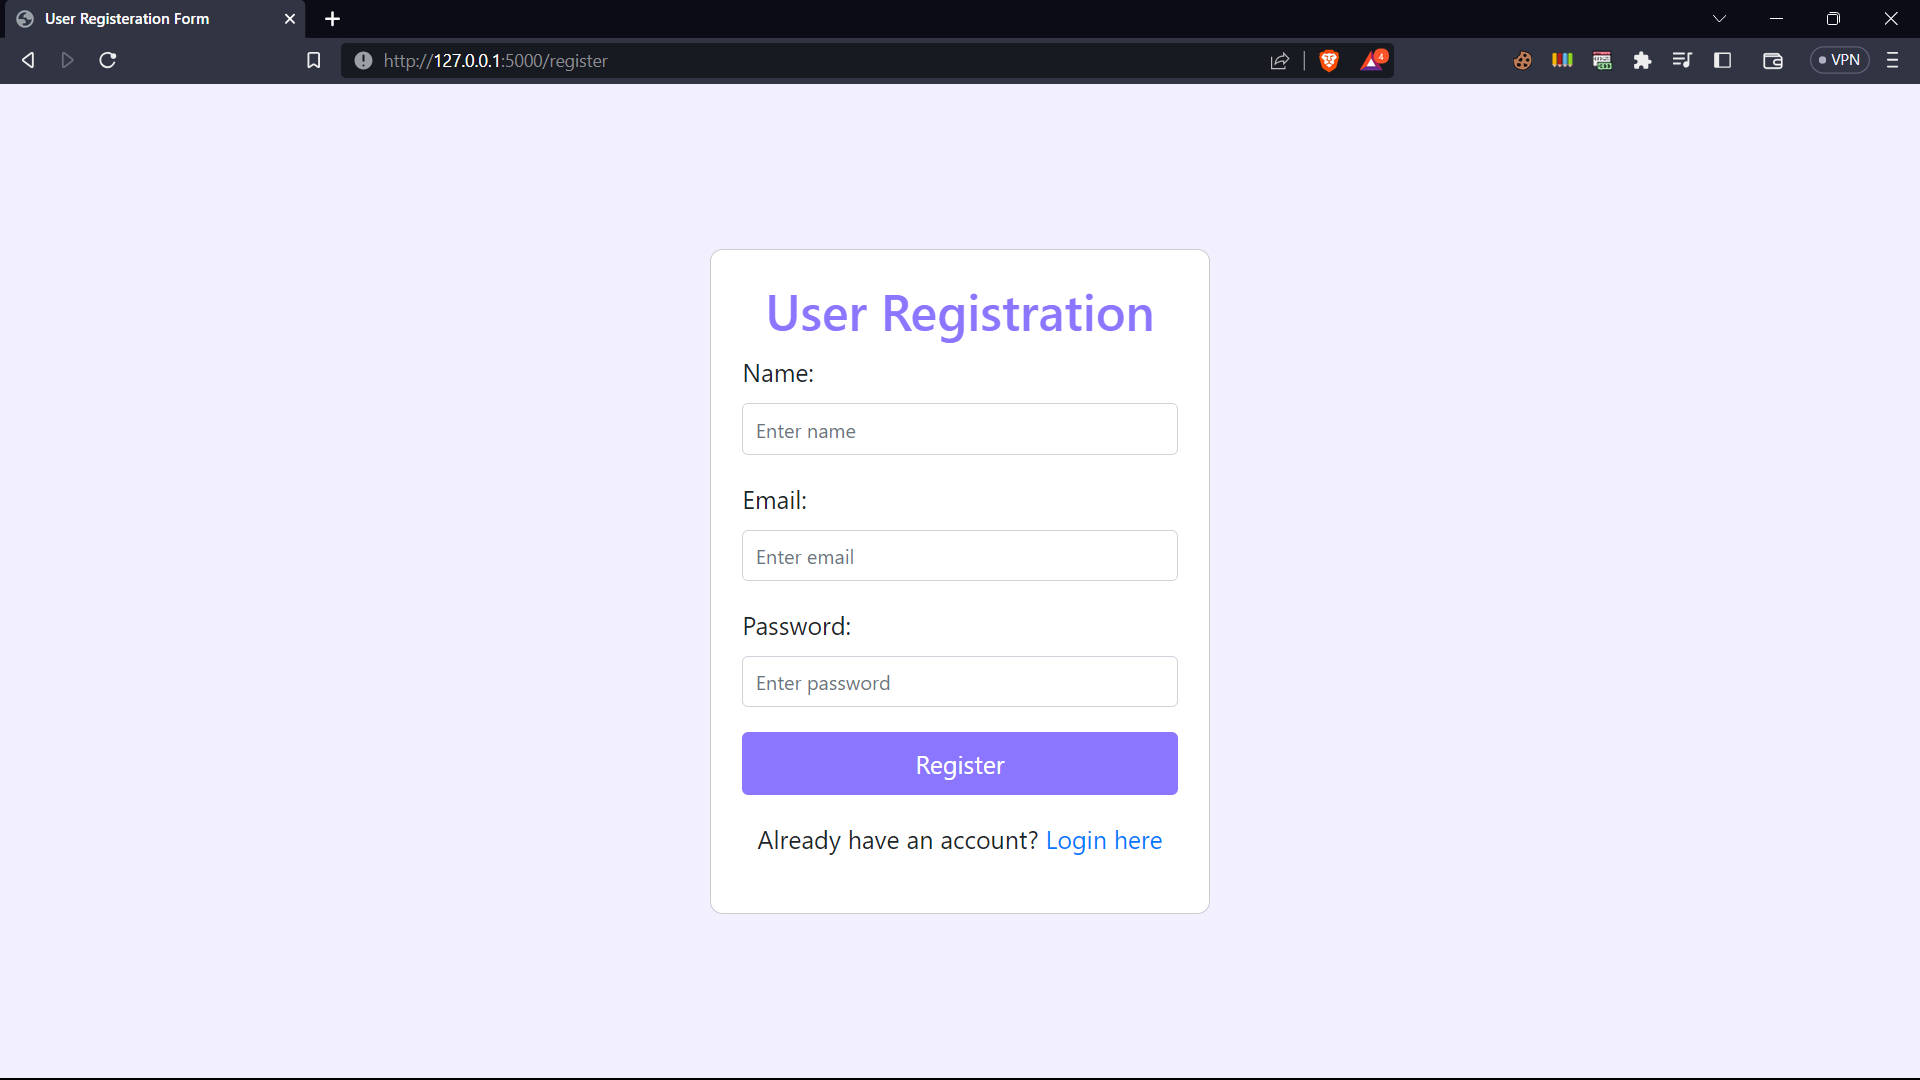 User Registeration Form
http://127.0.0.1:5000/register
4
VPN
User Registration
Name:
Enter name
Email:
Enter email
Password:
Enter password
Register
Already have an account? Login here